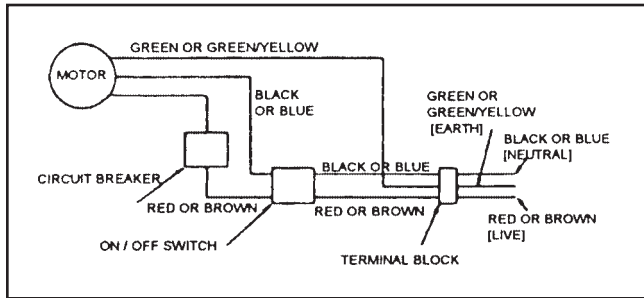 GREEN OR GREEN/YELLOW
MOTOR
BLACK
OR BLUE
GREEN OR
GREEN/YELLOW
[EARTH]
BLACK OR BLUE
[NEUTRAL]
CIRCUIT BREAKER
BLACK OR BLUE
RED OR BROWN
RED OR BROWN
RED OR BROWN
[LIVE]
ON / OFF SWITCH
TERMINAL BLOCK